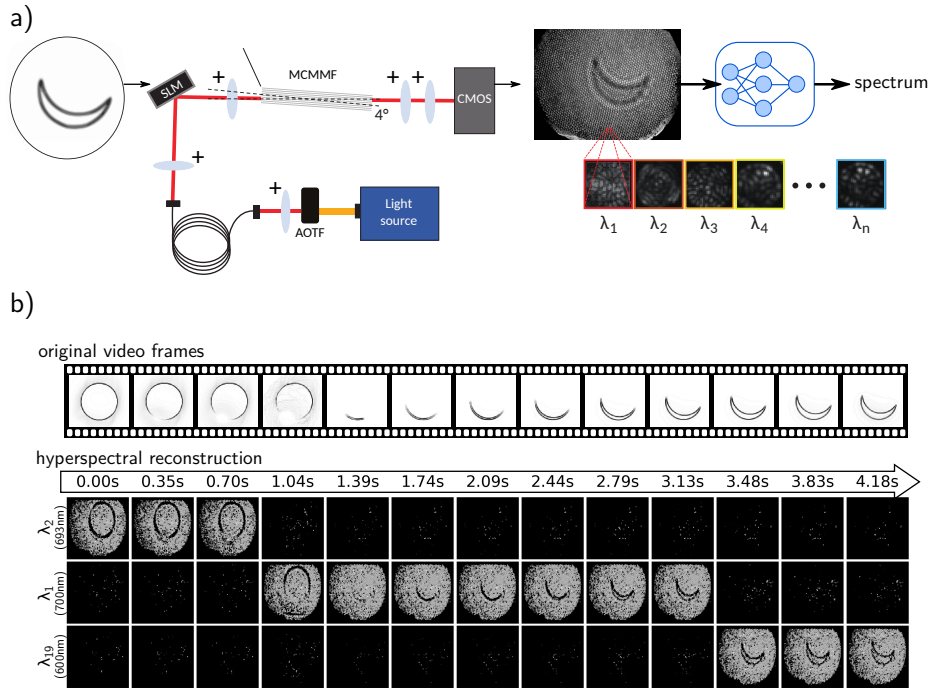 a)
SLM
+
MCMMF
4°
+ +
CMOS
spectrum
+
+
AOTF
Light
source
λ1 λ2 λ3 λ4 λn
b)
original video frames
hyperspectral reconstruction
0.00s 0.35s 0.70s 1.04s 1.39s 1.74s 2.09s 2.44s 2.79s 3.13s 3.48s 3.83s 4.18s
λ2
(693nm)
λ1
(700nm)
λ19
(600nm)